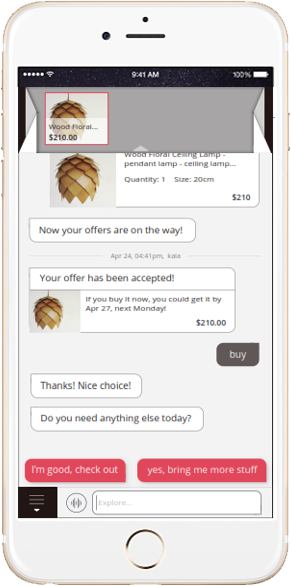 9:41 AM
100%
Wood Floral...
$210.00
Wood Floral Ceiling Lamp -
pendant lamp - ceiling lamp...
Quantity: 1 Size: 20cm
$210
Now your offers are on the way!
Apr 24, 04:41pm, kaia
Your offer has been accepted!
If you buy it now, you could get it by
Apr 27, next Monday!
$210.00
buy
Thanks! Nice choice!
Do you need anything else today?
I'm good, check out
yes, bring me more stuff
Explore...